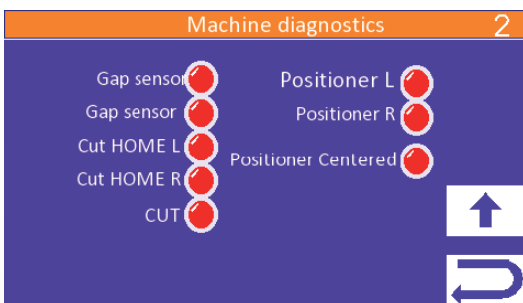 Machine diagnostics 2
Gap sensor
Gap sensor
Cut HOME L
Cut HOME R
CUT
Positioner L
Positioner R
Positioner Centered